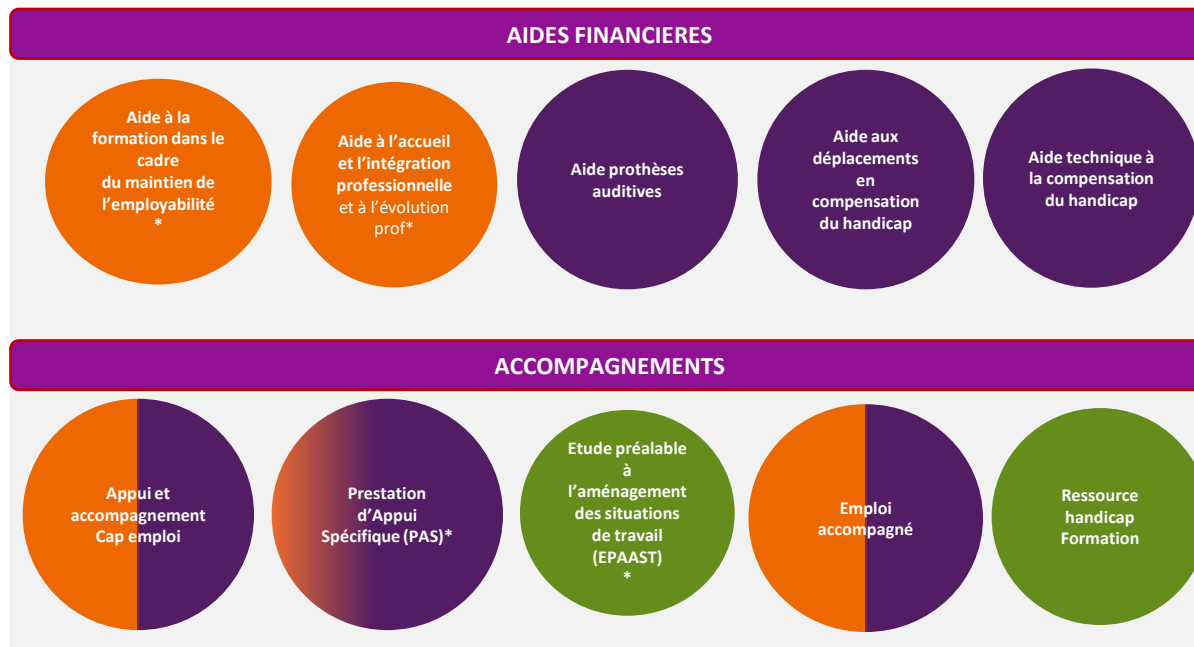 AIDES FINANCIERES
Aide à la
formation dans le
cadre
du maintien de
l’employabilité
*
Aide à l’accueil
et l’intégration
professionnelle
et à l’évolution
prof*
Aide prothèses
auditives
Aide aux
déplacements
en
compensation
du handicap
Aide technique à
la compensation
du handicap
ACCOMPAGNEMENTS
Appui et
accompagnement
Cap emploi
Prestation
d’Appui
Spécifique (PAS)*
Etude préalable
à
l’aménagement
des situations
de travail
(EPAAST)
*
Emploi
accompagné
Ressource
handicap
Formation